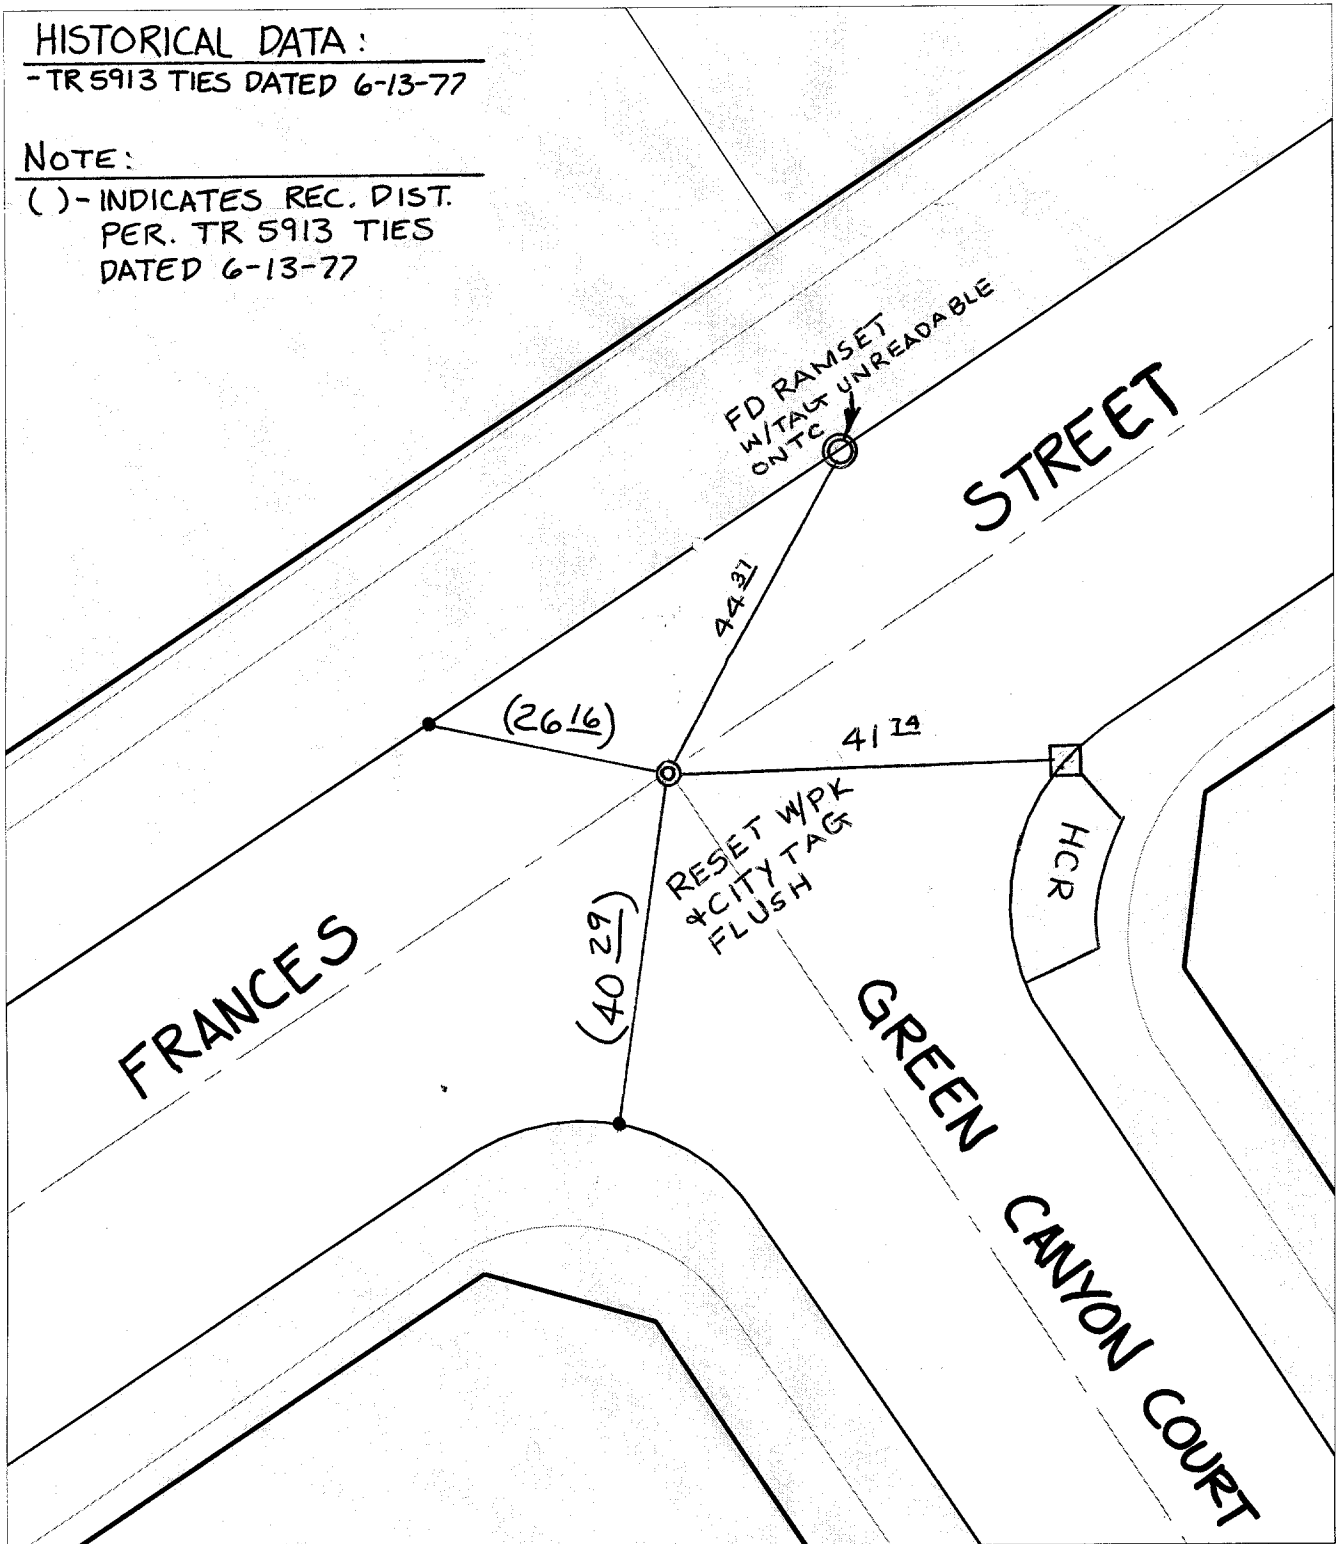 HISTORICAL DATA:
-TR 5913 TIES DATED 6-13-77
NOTE:
( )- INDICATES REC. DIST.
PER. TR 5913 TIES
DATED 6-13-77
FD RAMSET
W/TAG UNREADABLE
ON TC
STREET
44 37
(26 16)
41 74
RESET W/PK
& CITY TAG
FLUSH
HCR
(40 29)
FRANCES
GREEN CANYON COURT